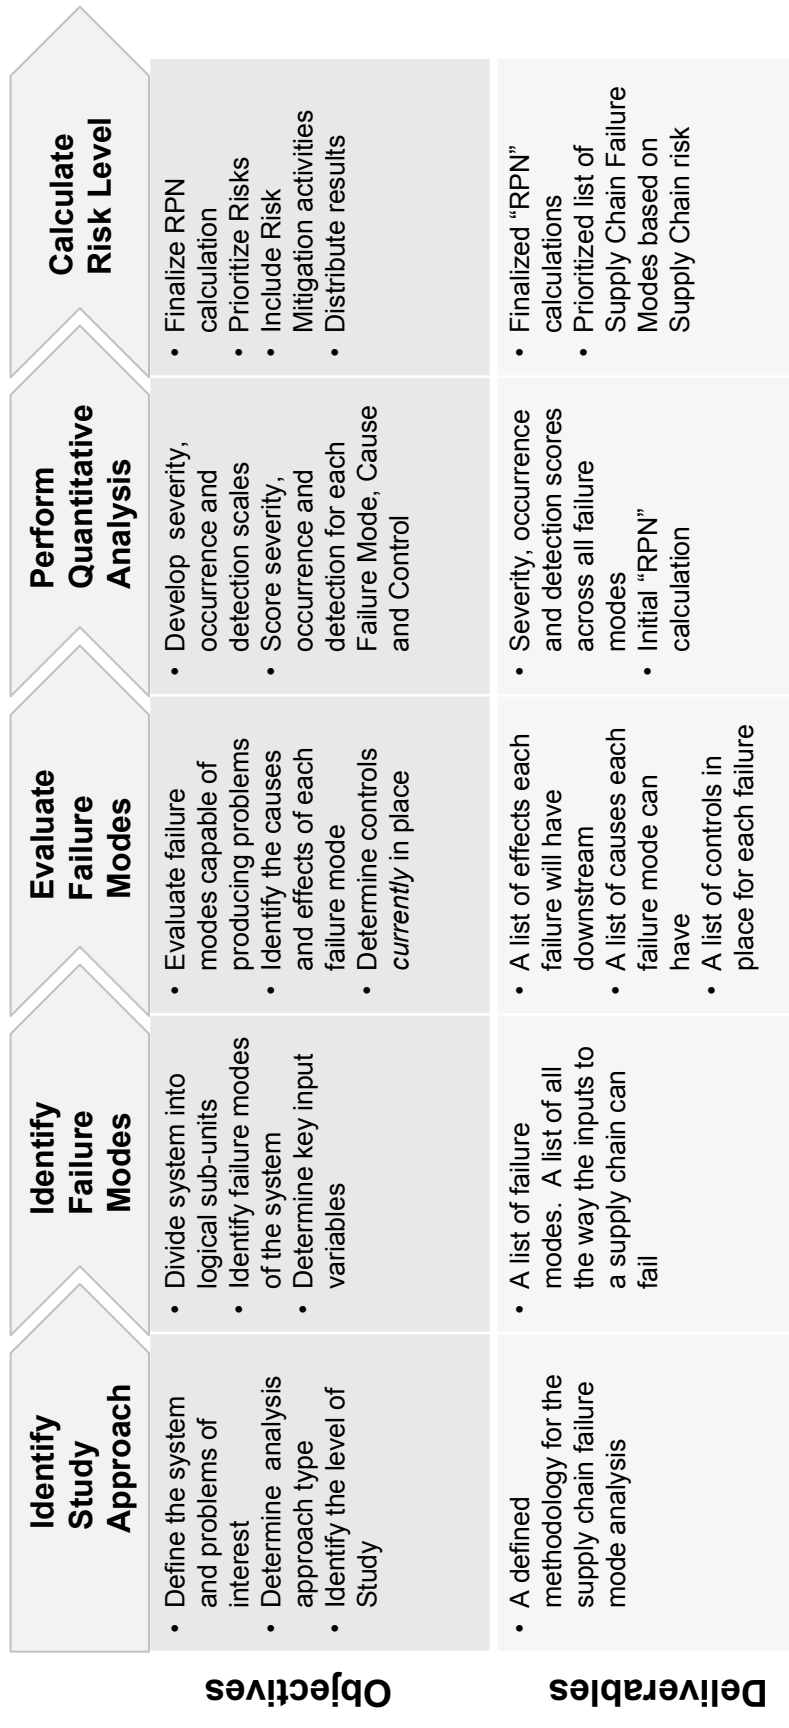 Identify
Study
Approach
Identify
Failure
Modes
Evaluate
Failure
Modes
Perform
Quantitative
Analysis
Calculate
Risk Level
Objectives
• Define the system
and problems of
interest
• Determine analysis
approach type
• Identify the level of
Study
• Divide system into
logical sub-units
• Identify failure modes
of the system
• Determine key input
variables
• Evaluate failure
modes capable of
producing problems
• Identify the causes
and effects of each
failure mode
• Determine controls
currently in place
• Develop severity,
occurrence and
detection scales
• Score severity,
occurrence and
detection for each
Failure Mode, Cause
and Control
• Finalize RPN
calculation
• Prioritize Risks
• Include Risk
Mitigation activities
• Distribute results
Deliverables
• A defined
methodology for the
supply chain failure
mode analysis
• A list of failure
modes. A list of all
the way the inputs to
a supply chain can
fail
• A list of effects each
failure will have
downstream
• A list of causes each
failure mode can
have
• A list of controls in
place for each failure
• Severity, occurrence
and detection scores
across all failure
modes
• Initial “RPN”
calculation
• Finalized “RPN”
calculations
• Prioritized list of
Supply Chain Failure
Modes based on
Supply Chain risk